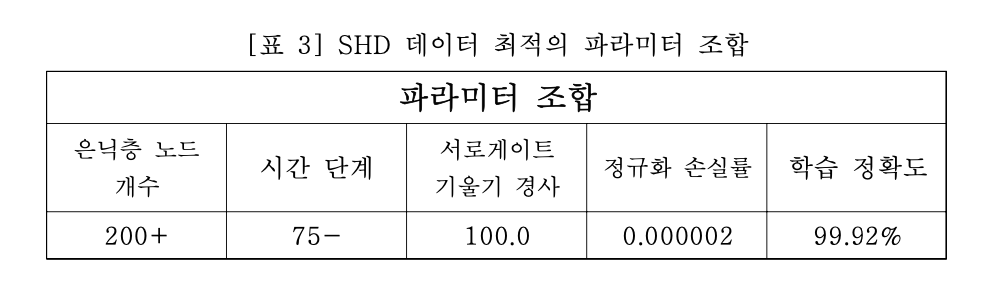 [표 3] SHD 데이터 최적의 파라미터 조합
파라미터 조합
은닉층 노드
개수
시간 단계
서로게이트
기울기 경사
정규화 손실률
학습 정확도
200+
75-
100.0
0.000002
99.92%